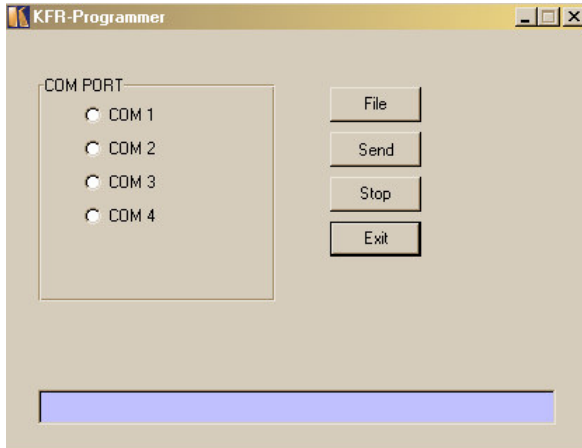 KFR-Programmer
COM PORT
COM 1
COM 2
COM 3
COM 4
File
Send
Stop
Exit